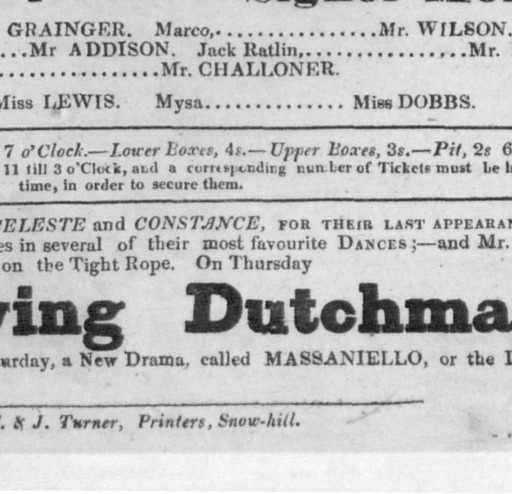 GRAINGER. Marco,................Mr. WILSON.
...Mr ADDISON. Jack Ratlin,.................Mr.
.................Mr. CHALLONER.
Miss LEWIS. Mysa.............. Miss DOBBS.
7 o'Clock.—Lower Boxes, 4s.—Upper Boxes, 3s.—Pit, 2s 6
11 till 3 o'Clock, and a corresponding number of Tickets must be
time, in order to secure them.
CELESTE and CONSTANCE, FOR THEIR LAST APPEARAN
es in several of their most favourite DANCES;—and Mr.
on the Tight Rope. On Thursday
ying Dutchma
urday, a New Drama, called MASSANIELLO, or the
& J. Turner, Printers, Snow-hill.